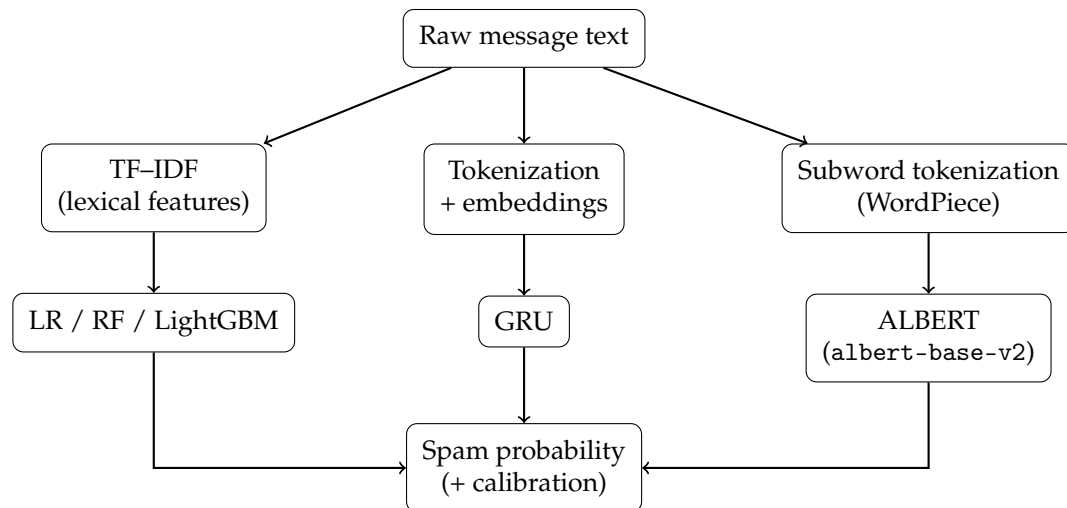 Raw message text
TF–IDF
(lexical features)
Tokenization
+ embeddings
Subword tokenization
(WordPiece)
LR / RF / LightGBM
GRU
ALBERT
(albert-base-v2)
Spam probability
(+ calibration)